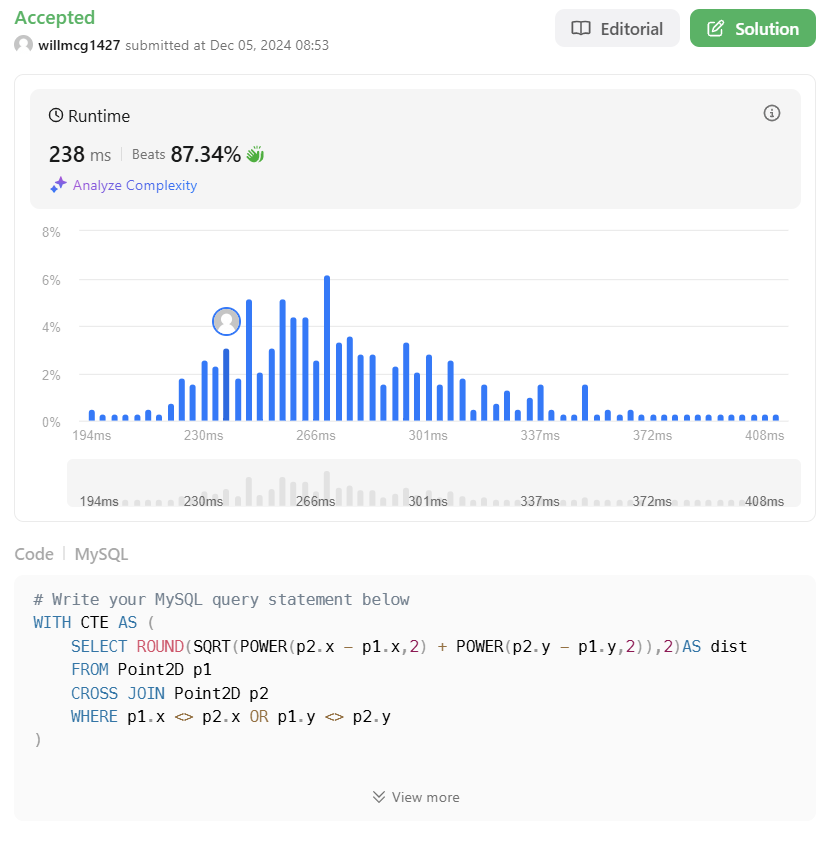 Accepted
willmcg1427 submitted at Dec 05, 2024 08:53
Editorial
Solution
Runtime
238 ms | Beats 87.34%
Analyze Complexity
8%
6%
4%
2%
0%
194ms 230ms 266ms 301ms 337ms 372ms 408ms
194ms 230ms 266ms 301ms 337ms 372ms 408ms
Code | MySQL
# Write your MySQL query statement below
WITH CTE AS (
    SELECT ROUND(SQRT(POWER(p2.x - p1.x,2) + POWER(p2.y - p1.y,2)),2)AS dist
    FROM Point2D p1
    CROSS JOIN Point2D p2
    WHERE p1.x <> p2.x OR p1.y <> p2.y
)
View more